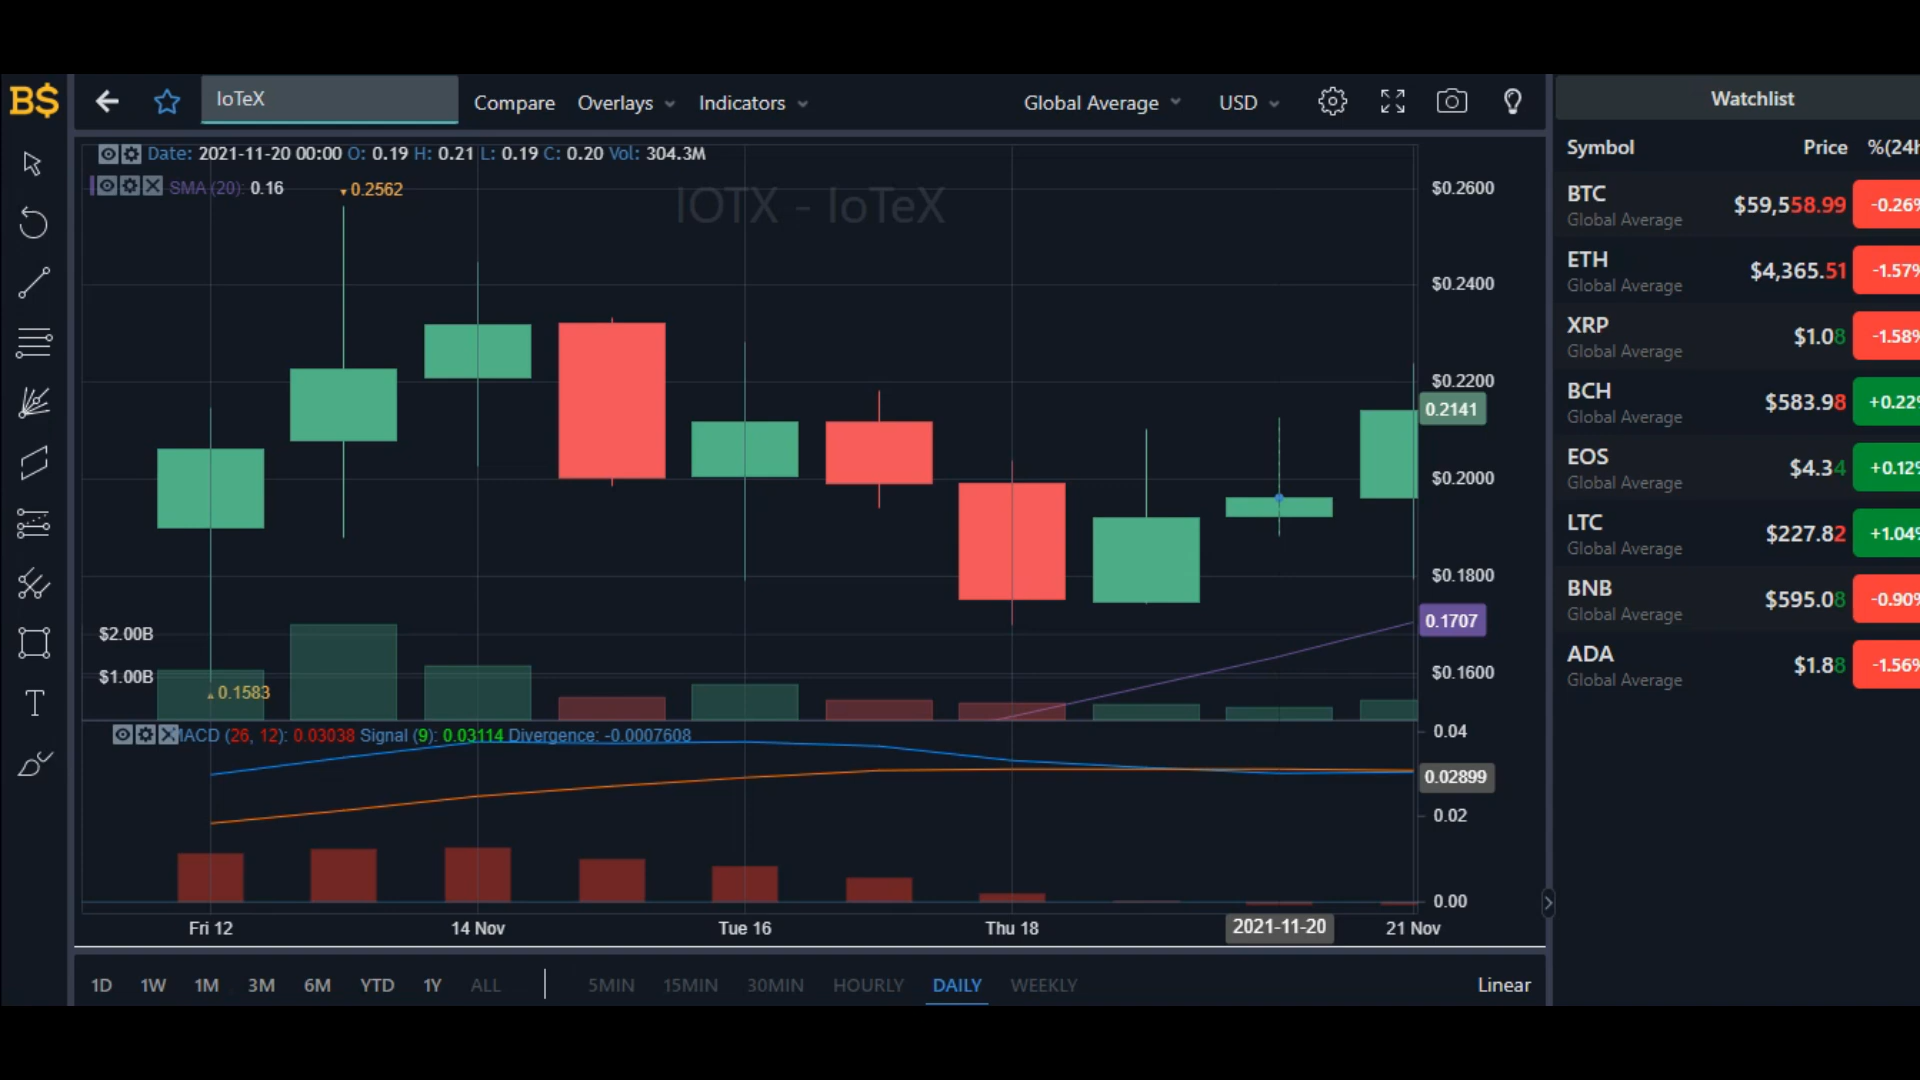 B$
IoTeX
Compare
Overlays
Indicators
Global Average
USD
Watchlist
Date: 2021-11-20 00:00 O: 0.19 H: 0.21 L: 0.19 C: 0.20 Vol: 304.3M
SMA (20): 0.16
0.2562
IOTX - IoTeX
$0.2600
$0.2400
$0.2200
0.2141
$0.2000
$0.1800
0.1707
$0.1600
$2.00B
$1.00B
0.1583
MACD (26, 12): 0.03038 Signal (9): 0.03114 Divergence: -0.0007608
0.04
0.02899
0.02
0.00
Fri 12
14 Nov
Tue 16
Thu 18
2021-11-20
21 Nov
1D 1W 1M 3M 6M YTD 1Y ALL
5MIN 15MIN 30MIN HOURLY DAILY WEEKLY
Linear
Symbol Price %(24h
BTC $59,558.99 -0.26%
Global Average
ETH $4,365.51 -1.57%
Global Average
XRP $1.08 -1.58%
Global Average
BCH $583.98 +0.22%
Global Average
EOS $4.34 +0.12%
Global Average
LTC $227.82 +1.04%
Global Average
BNB $595.08 -0.90%
Global Average
ADA $1.88 -1.56%
Global Average
T